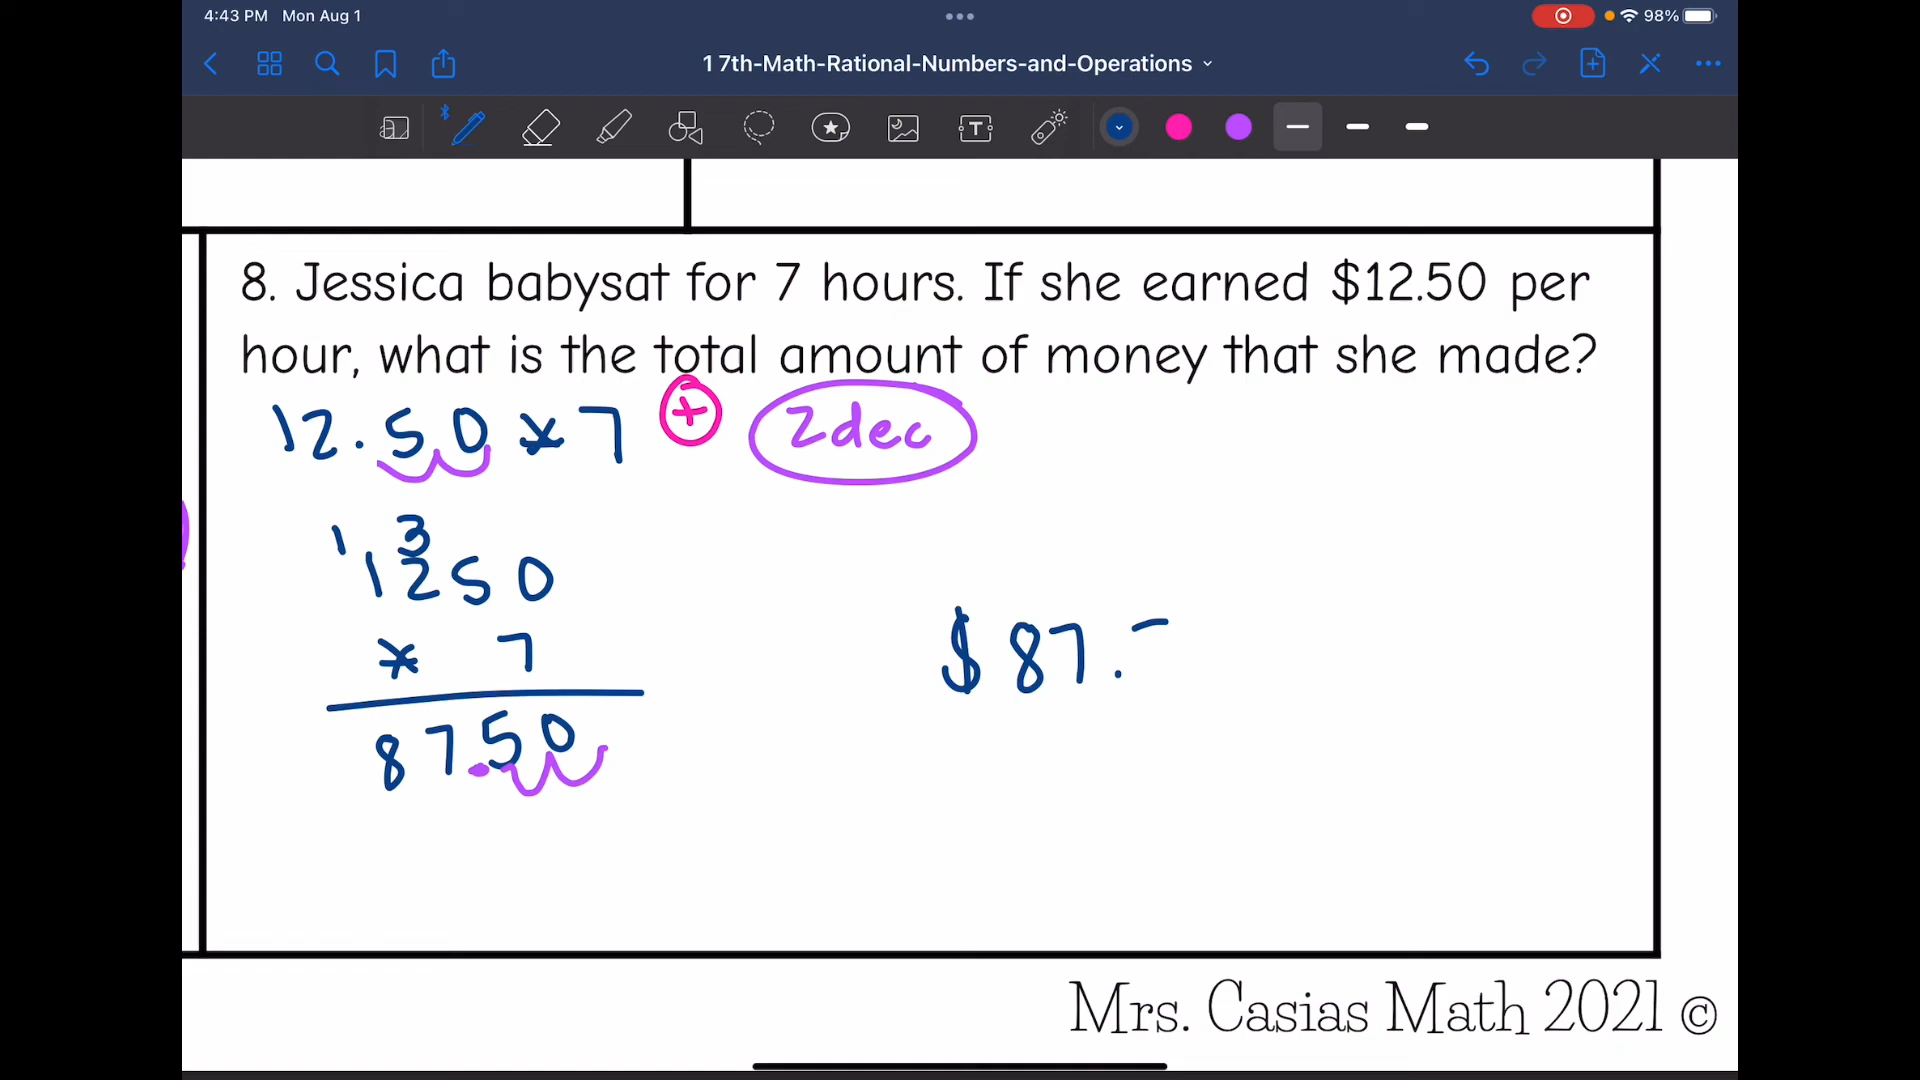 4:43 PM Mon Aug 1
98%
1 7th-Math-Rational-Numbers-and-Operations
8. Jessica babysat for 7 hours. If she earned $12.50 per
hour, what is the total amount of money that she made?
12.50 * 7 + 2 dec
1 3
1250
* 7
87.50
$ 87.
Mrs. Casias Math 2021 ©